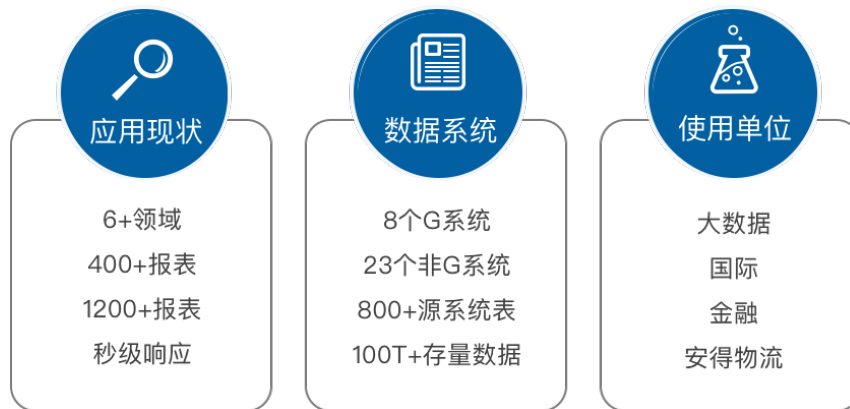 应用现状
6+领域
400+报表
1200+报表
秒级响应
数据系统
8个G系统
23个非G系统
800+源系统表
100T+存量数据
使用单位
大数据
国际
金融
安得物流